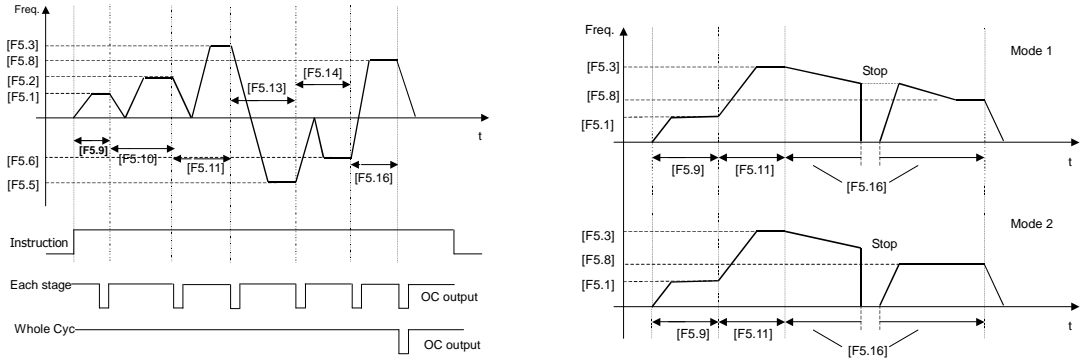 Freq.
[F5.3]
[F5.8]
[F5.2]
[F5.1]
[F5.14]
[F5.13]
t
[F5.9]
[F5.10]
[F5.11]
[F5.16]
[F5.6]
[F5.5]
Instruction
Each stage
OC output
Whole Cyc
OC output
Freq.
Mode 1
[F5.3]
Stop
[F5.8]
[F5.1]
t
[F5.9]
[F5.11]
[F5.16]
Mode 2
[F5.3]
Stop
[F5.8]
[F5.1]
t
[F5.9]
[F5.11]
[F5.16]